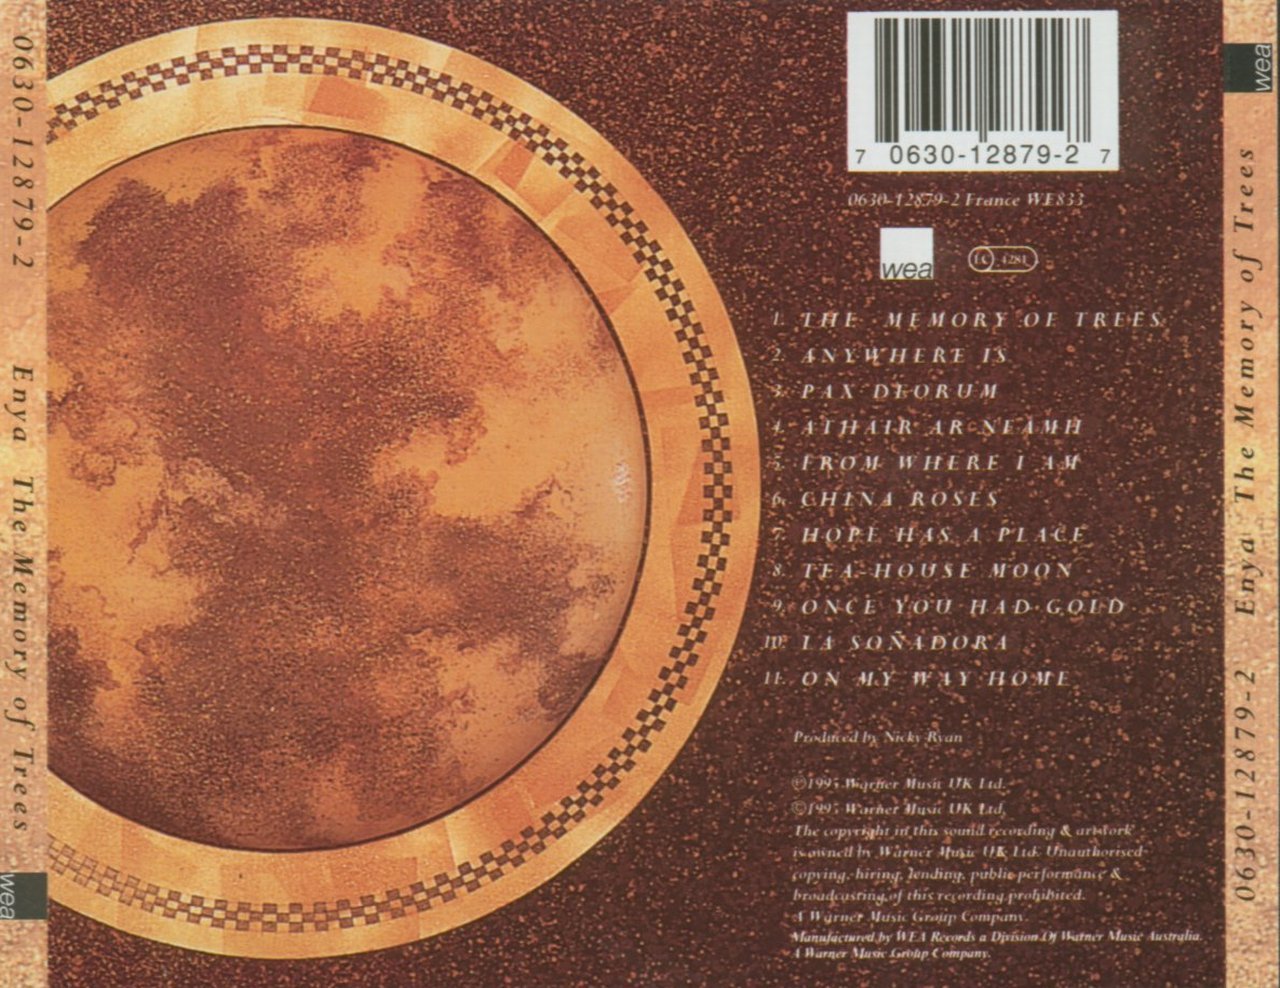 0630-12879-2 Enya The Memory of Trees
wea
7 0630-12879-2 7
0630-12879-2 France WE833
wea
LC 4281
1. THE MEMORY OF TREES
2. ANYWHERE IS
3. PAX DEORUM
4. ATHAIR AR NEAMH
5. FROM WHERE I AM
6. CHINA ROSES
7. HOPE HAS A PLACE
8. TEA-HOUSE MOON
9. ONCE YOU HAD GOLD
10. LA SOÑADORA
11. ON MY WAY HOME
Produced by Nicky Ryan
Ⓟ1995 Warner Music UK Ltd.
©1995 Warner Music UK Ltd.
The copyright in this sound recording & artwork
is owned by Warner Music UK Ltd. Unauthorised
copying, hiring, lending, public performance &
broadcasting of this recording prohibited.
A Warner Music Group Company.
Manufactured by WEA Records a Division Of Warner Music Australia.
A Warner Music Group Company.
wea
0630-12879-2 Enya The Memory of Trees